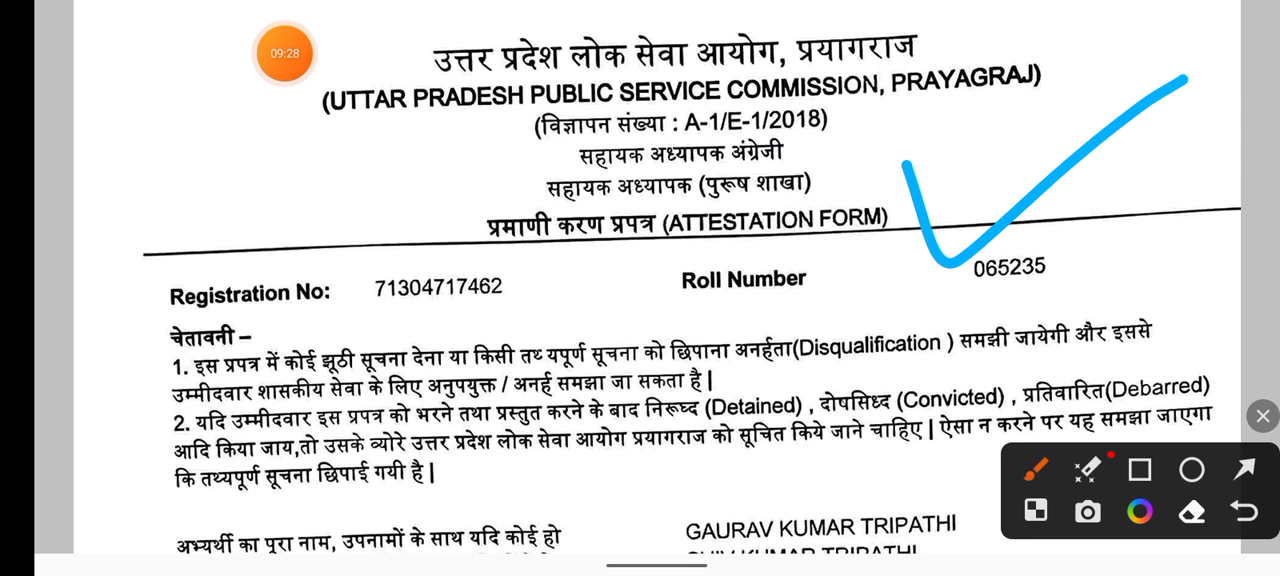 09:28
उत्तर प्रदेश लोक सेवा आयोग, प्रयागराज
(UTTAR PRADESH PUBLIC SERVICE COMMISSION, PRAYAGRAJ)
(विज्ञापन संख्या : A-1/E-1/2018)
सहायक अध्यापक अंग्रेजी
सहायक अध्यापक (पुरूष शाखा)
प्रमाणी करण प्रपत्र (ATTESTATION FORM)
Registration No: 71304717462 Roll Number 065235
चेतावनी –
1. इस प्रपत्र में कोई झूठी सूचना देना या किसी तथ्यपूर्ण सूचना को छिपाना अनर्हता(Disqualification ) समझी जायेगी और इससे
उम्मीदवार शासकीय सेवा के लिए अनुपयुक्त / अनर्ह समझा जा सकता है |
2. यदि उम्मीदवार इस प्रपत्र को भरने तथा प्रस्तुत करने के बाद निरूध्द (Detained) , दोषसिध्द (Convicted) , प्रतिवारित(Debarred)
आदि किया जाय,तो उसके व्योरे उत्तर प्रदेश लोक सेवा आयोग प्रयागराज को सूचित किये जाने चाहिए | ऐसा न करने पर यह समझा जाएगा
कि तथ्यपूर्ण सूचना छिपाई गयी है |
अभ्यर्थी का पूरा नाम, उपनामों के साथ यदि कोई हो GAURAV KUMAR TRIPATHI
SHIV KUMAR TRIPATHI